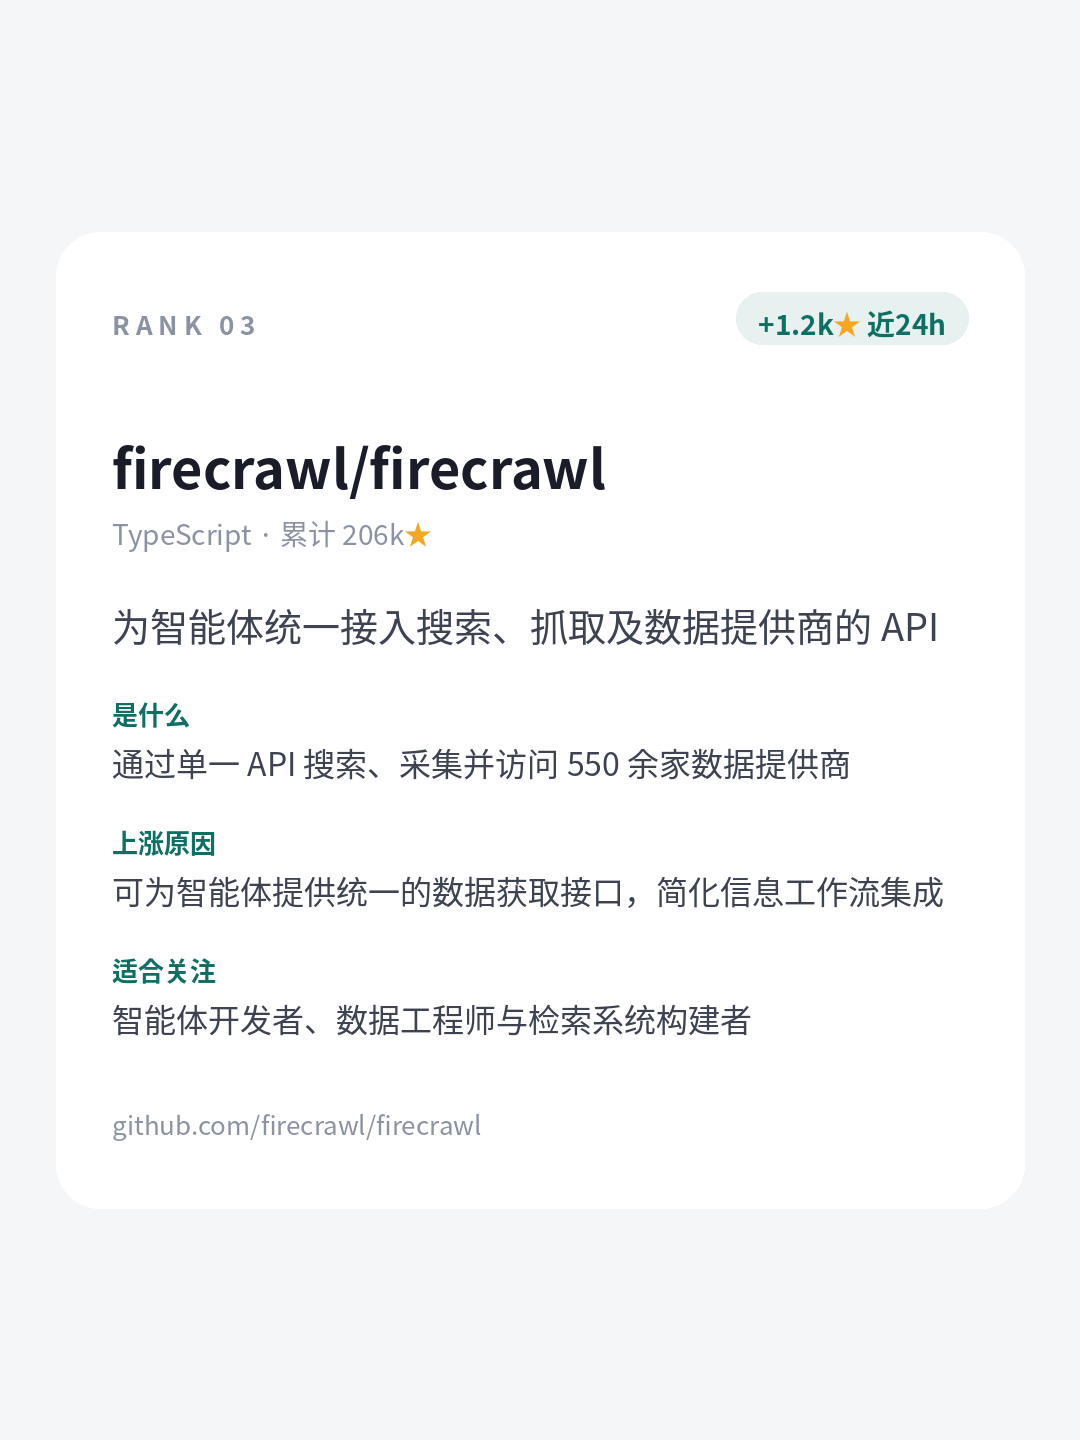 RANK 03
+1.2k★ 近24h
firecrawl/firecrawl
TypeScript · 累计 206k★
为智能体统一接入搜索、抓取及数据提供商的 API
是什么
通过单一 API 搜索、采集并访问 550 余家数据提供商
上涨原因
可为智能体提供统一的数据获取接口，简化信息工作流集成
适合关注
智能体开发者、数据工程师与检索系统构建者
github.com/firecrawl/firecrawl